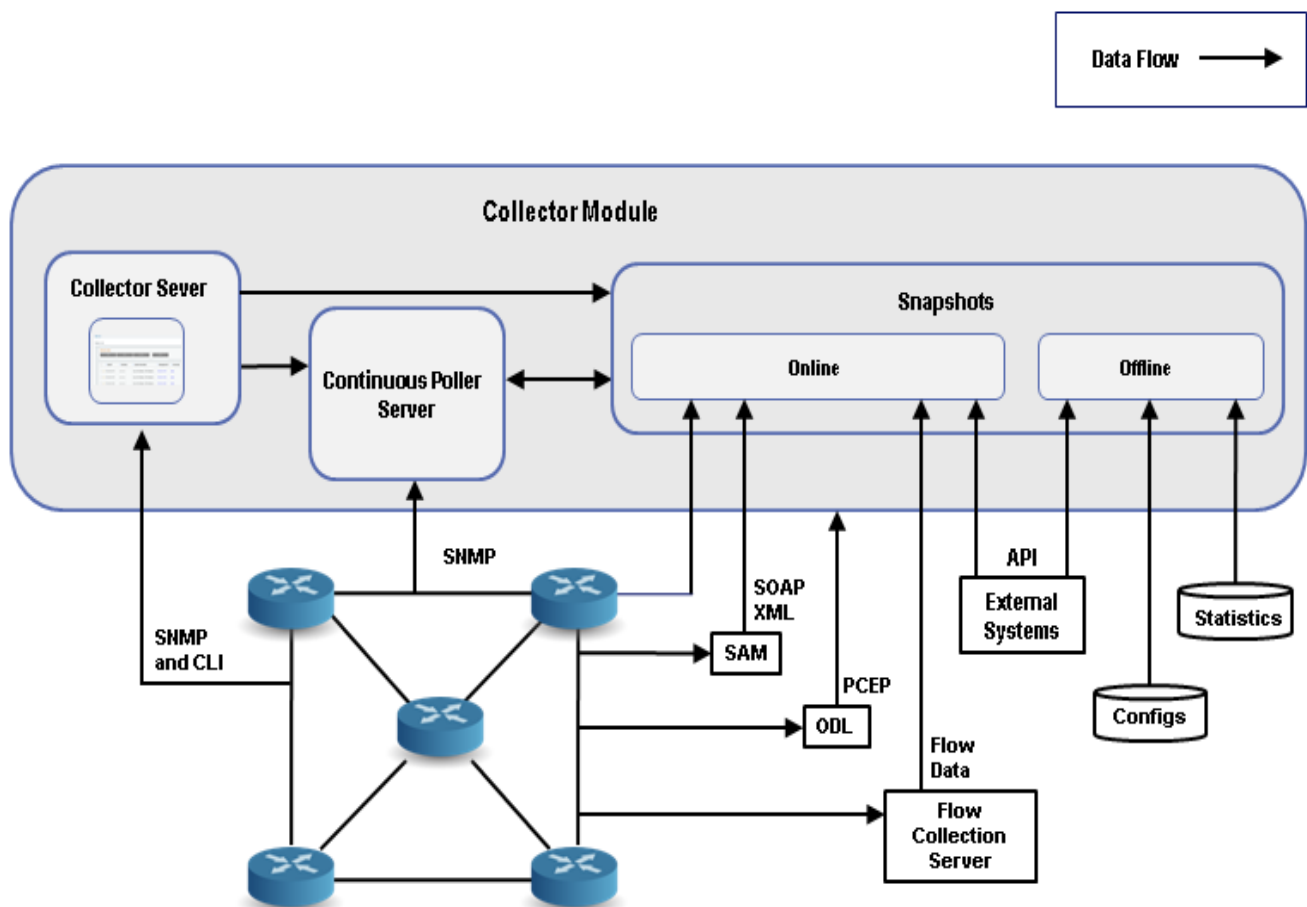 Data Flow
Collector Module
Collector Sever
Snapshots
Continuous Poller
Server
Online
Offline
SNMP
SNMP
and CLI
SOAP
XML
SAM
PCEP
ODL
Flow
Data
Flow
Collection
Server
API
External
Systems
Configs
Statistics